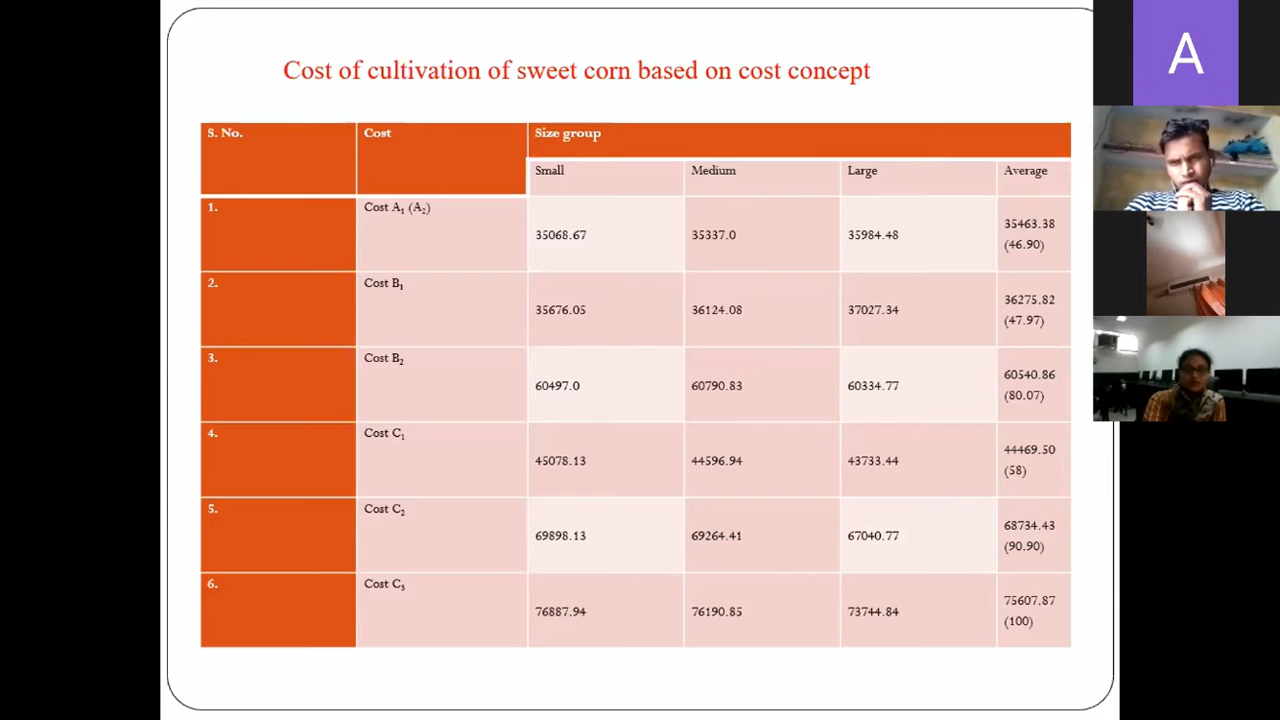 Cost of cultivation of sweet corn based on cost concept
S. No. Cost Size group
Small Medium Large Average
1. Cost A₁ (A₂) 35068.67 35337.0 35984.48 35463.38
(46.90)
2. Cost B₁ 35676.05 36124.08 37027.34 36275.82
(47.97)
3. Cost B₂ 60497.0 60790.83 60334.77 60540.86
(80.07)
4. Cost C₁ 45078.13 44596.94 43733.44 44469.50
(58)
5. Cost C₂ 69898.13 69264.41 67040.77 68734.43
(90.90)
6. Cost C₃ 76887.94 76190.85 73744.84 75607.87
(100)
A